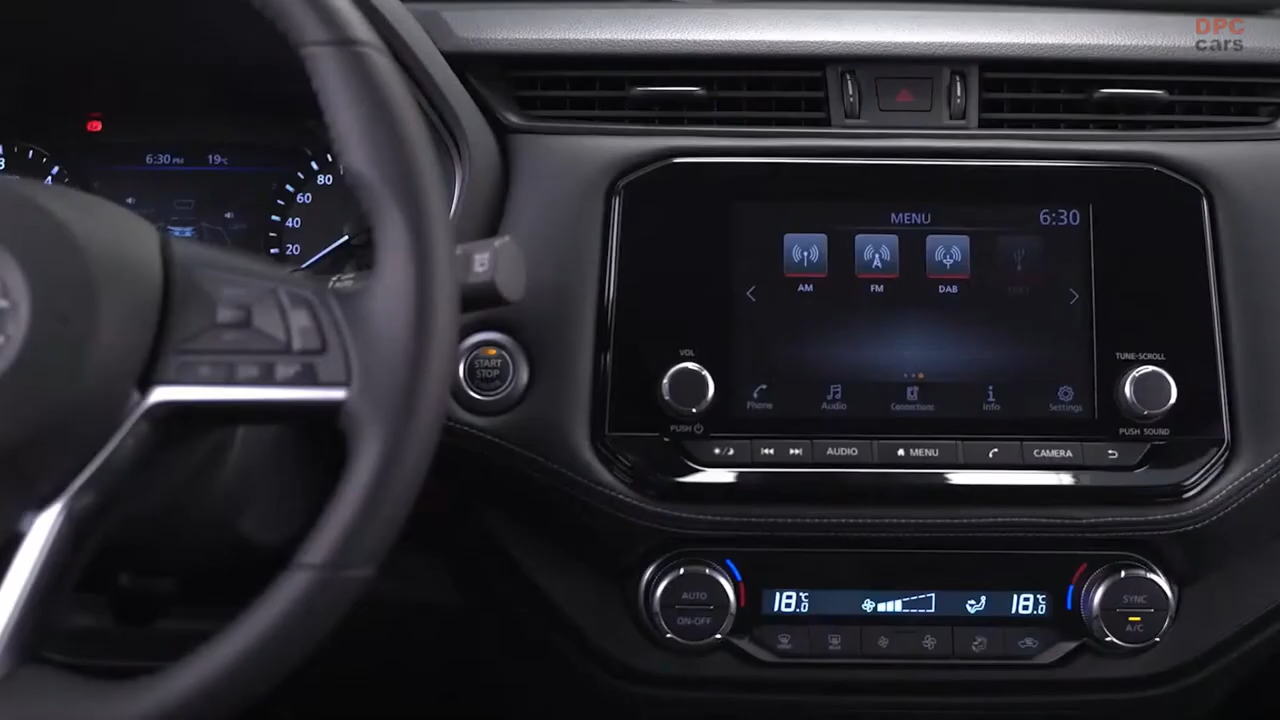 DPC
cars
6:30 PM 19°C
3
4
80
60
40
20
MENU 6:30
AM FM DAB
VOL
TUNE-SCROLL
START
STOP
Phone Audio Connections Info Settings
PUSH
PUSH SOUND
AUDIO MENU CAMERA
AUTO
ON-OFF
18.0°C 18.0°C
SYNC
A/C